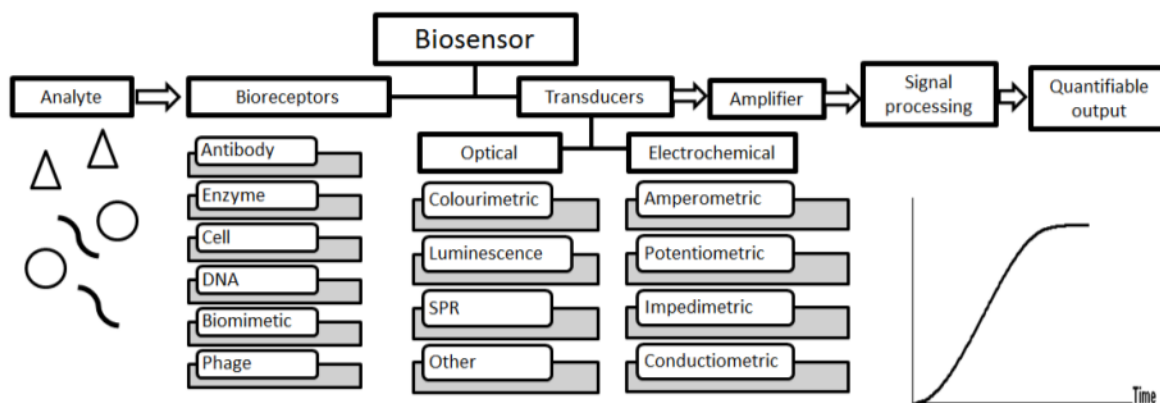 Biosensor
Analyte
Bioreceptors
Transducers
Amplifier
Signal
processing
Quantifiable
output
Antibody
Enzyme
Cell
DNA
Biomimetic
Phage
Optical
Colourimetric
Luminescence
SPR
Other
Electrochemical
Amperometric
Potentiometric
Impedimetric
Conductiometric
Time